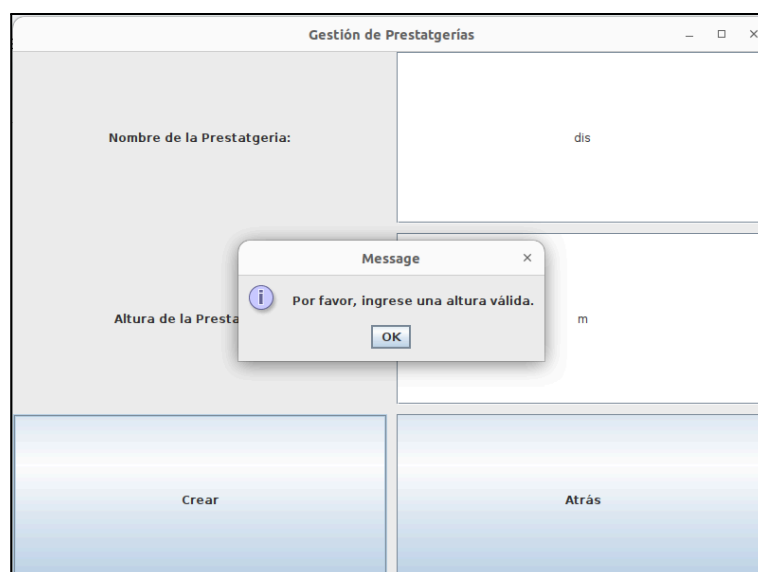 Gestión de Prestatgerías
Nombre de la Prestatgeria:
dis
Message
Por favor, ingrese una altura válida.
OK
Altura de la Presta
m
Crear
Atrás